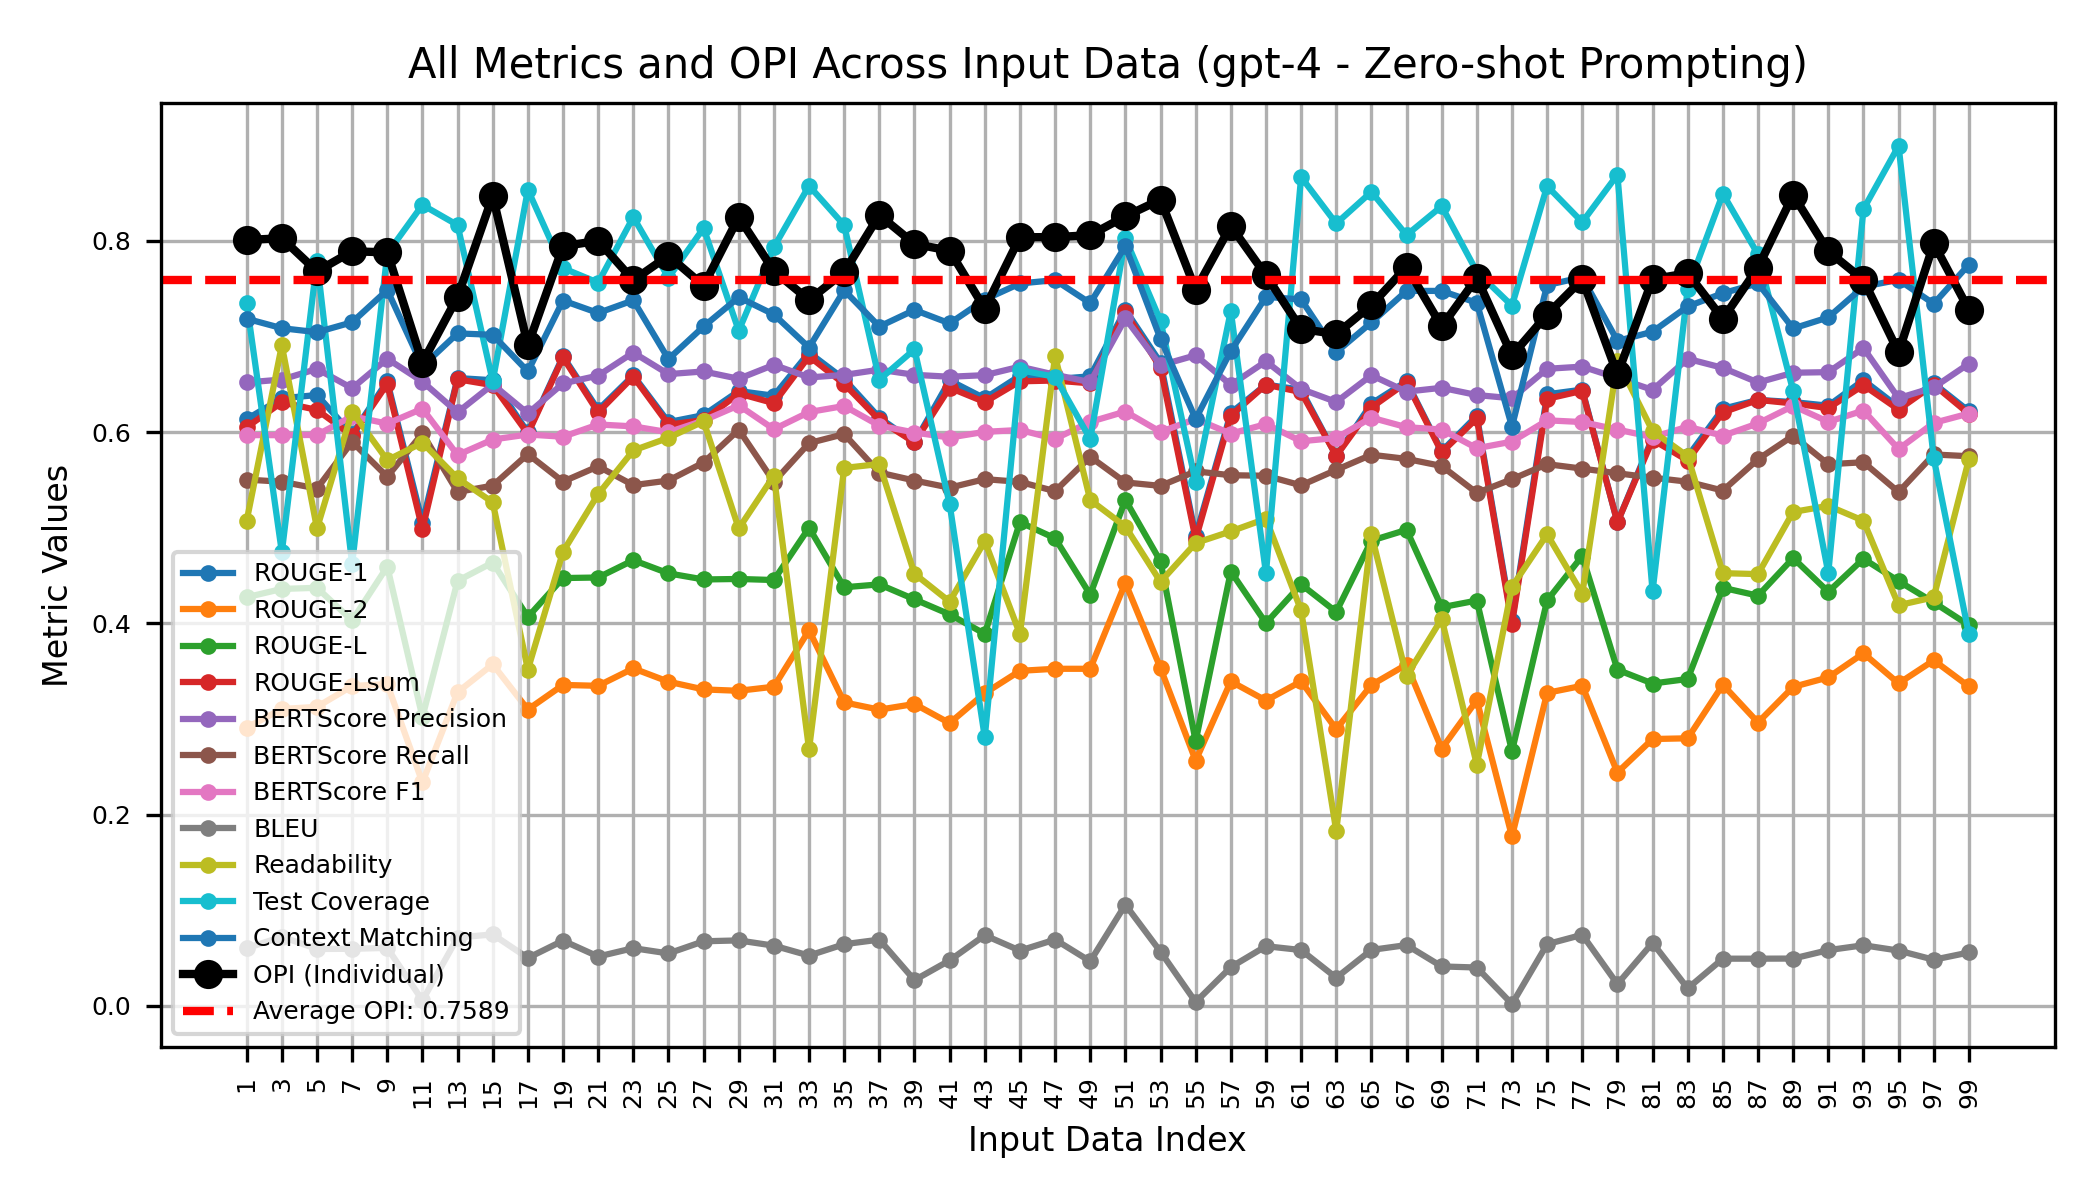 All Metrics and OPI Across Input Data (gpt-4 - Zero-shot Prompting)
Metric Values
0.8
0.6
0.4
0.2
0.0
ROUGE-1
ROUGE-2
ROUGE-L
ROUGE-Lsum
BERTScore Precision
BERTScore Recall
BERTScore F1
BLEU
Readability
Test Coverage
Context Matching
OPI (Individual)
Average OPI: 0.7589
1 3 5 7 9 11 13 15 17 19 21 23 25 27 29 31 33 35 37 39 41 43 45 47 49 51 53 55 57 59 61 63 65 67 69 71 73 75 77 79 81 83 85 87 89 91 93 95 97 99
Input Data Index